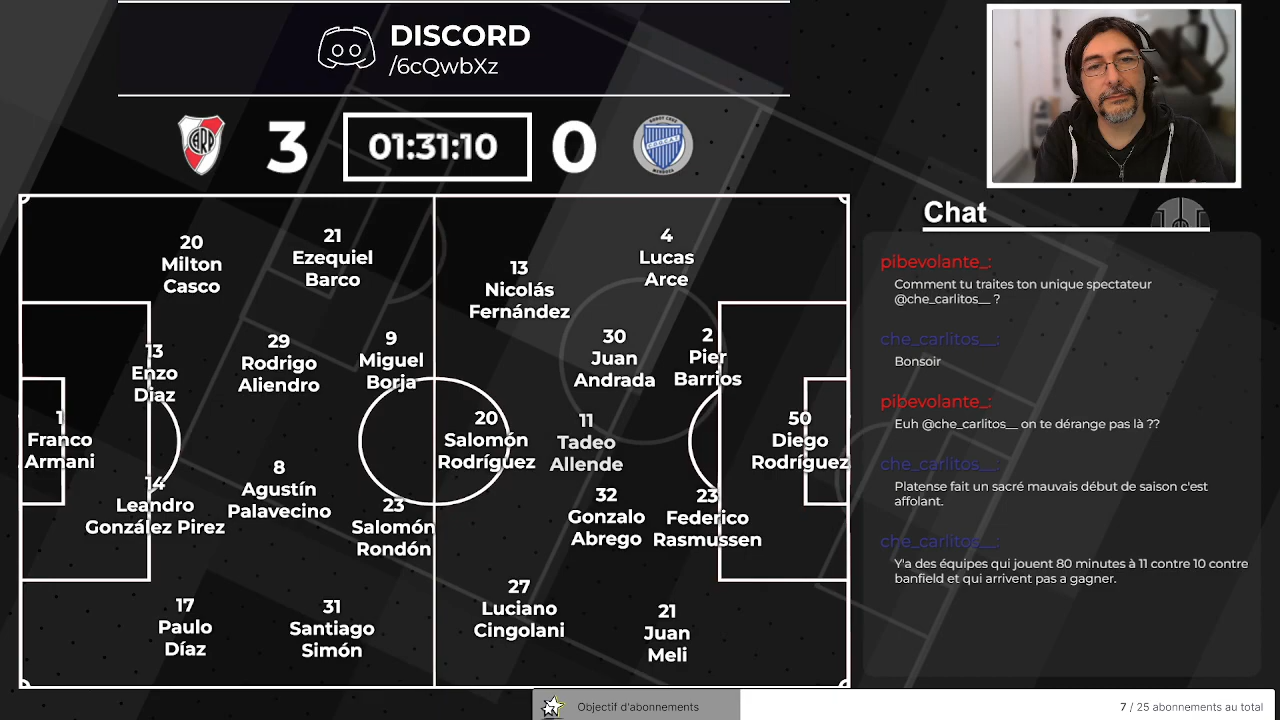 DISCORD
/6cQwbXz
CARP
3
01:31:10
0
20
Milton
Casco
21
Ezequiel
Barco
13
Nicolás
Fernández
4
Lucas
Arce
13
Enzo
Díaz
29
Rodrigo
Aliendro
9
Miguel
Borja
30
Juan
Andrada
2
Pier
Barrios
1
Franco
Armani
20
Salomón
Rodríguez
11
Tadeo
Allende
50
Diego
Rodríguez
14
Leandro
González Pirez
8
Agustín
Palavecino
23
Salomón
Rondón
32
Gonzalo
Abrego
23
Federico
Rasmussen
17
Paulo
Díaz
31
Santiago
Simón
27
Luciano
Cingolani
21
Juan
Meli
Chat
pibevolante_:
Comment tu traites ton unique spectateur
@che_carlitos__ ?
che_carlitos__:
Bonsoir
pibevolante_:
Euh @che_carlitos__ on te dérange pas là ??
che_carlitos__:
Platense fait un sacré mauvais début de saison c'est
affolant.
che_carlitos__:
Y'a des équipes qui jouent 80 minutes à 11 contre 10 contre
banfield et qui arrivent pas a gagner.
Objectif d'abonnements
7 / 25 abonnements au total